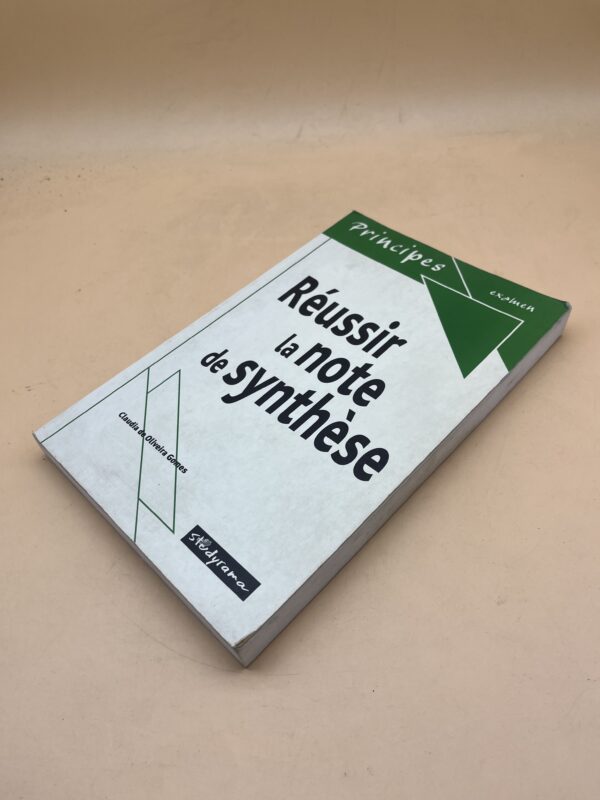 Principes
examen
Réussir
la note
de synthèse
Claudia de Oliveira Gomes
studyrama